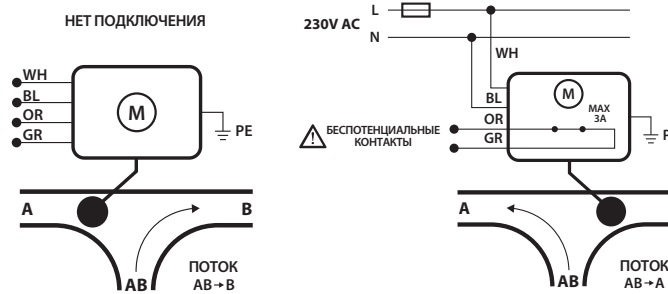 НЕТ ПОДКЛЮЧЕНИЯ
WH
BL
OR
GR
M
PE
A
B
AB
ПОТОК
AB→B
230V AC
L
N
WH
BL
OR
GR
M
MAX
3A
БЕСПОТЕНЦИАЛЬНЫЕ
КОНТАКТЫ
A
AB
ПОТОК
AB→A